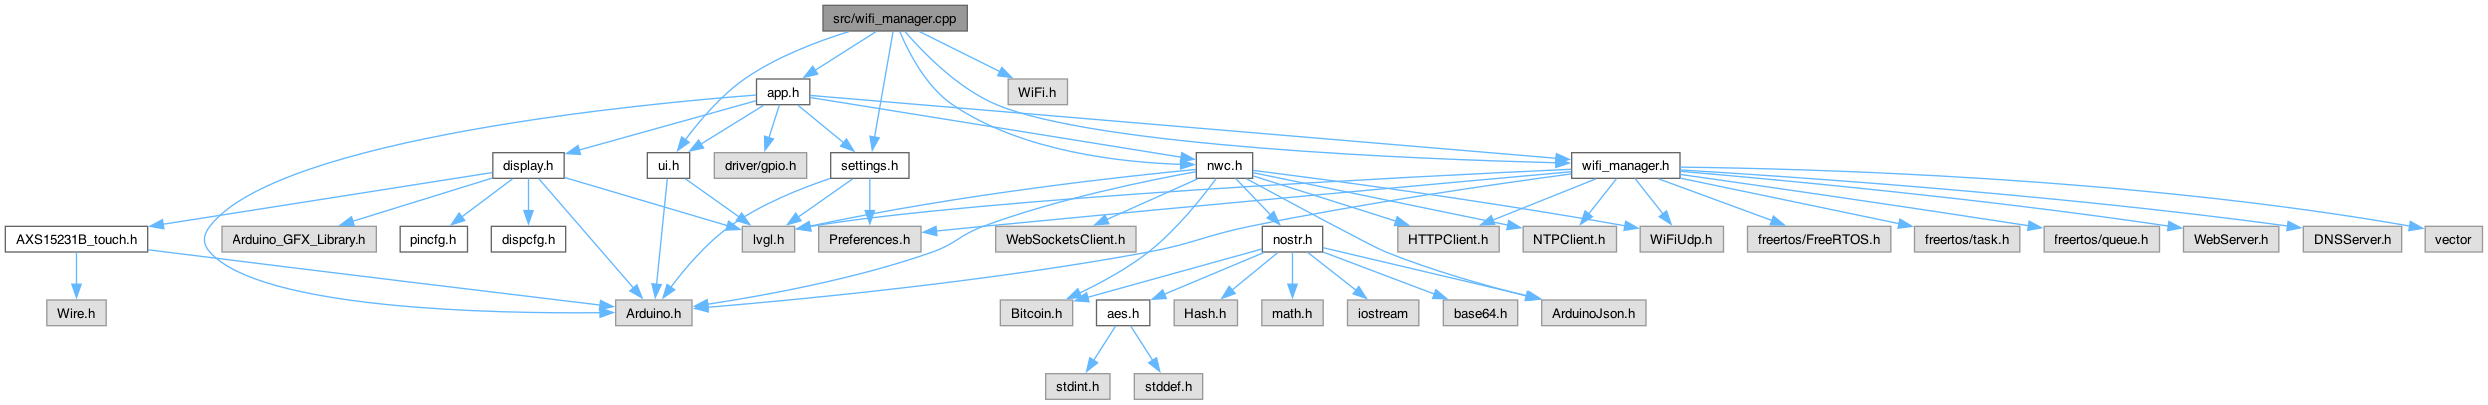 src/wifi_manager.cpp
app.h
WiFi.h
display.h
ui.h
driver/gpio.h
settings.h
nwc.h
wifi_manager.h
AXS15231B_touch.h
Arduino_GFX_Library.h
pincfg.h
dispcfg.h
lvgl.h
Preferences.h
WebSocketsClient.h
nostr.h
HTTPClient.h
NTPClient.h
WiFiUdp.h
freertos/FreeRTOS.h
freertos/task.h
freertos/queue.h
WebServer.h
DNSServer.h
vector
Wire.h
Arduino.h
Bitcoin.h
aes.h
Hash.h
math.h
iostream
base64.h
ArduinoJson.h
stdint.h
stddef.h